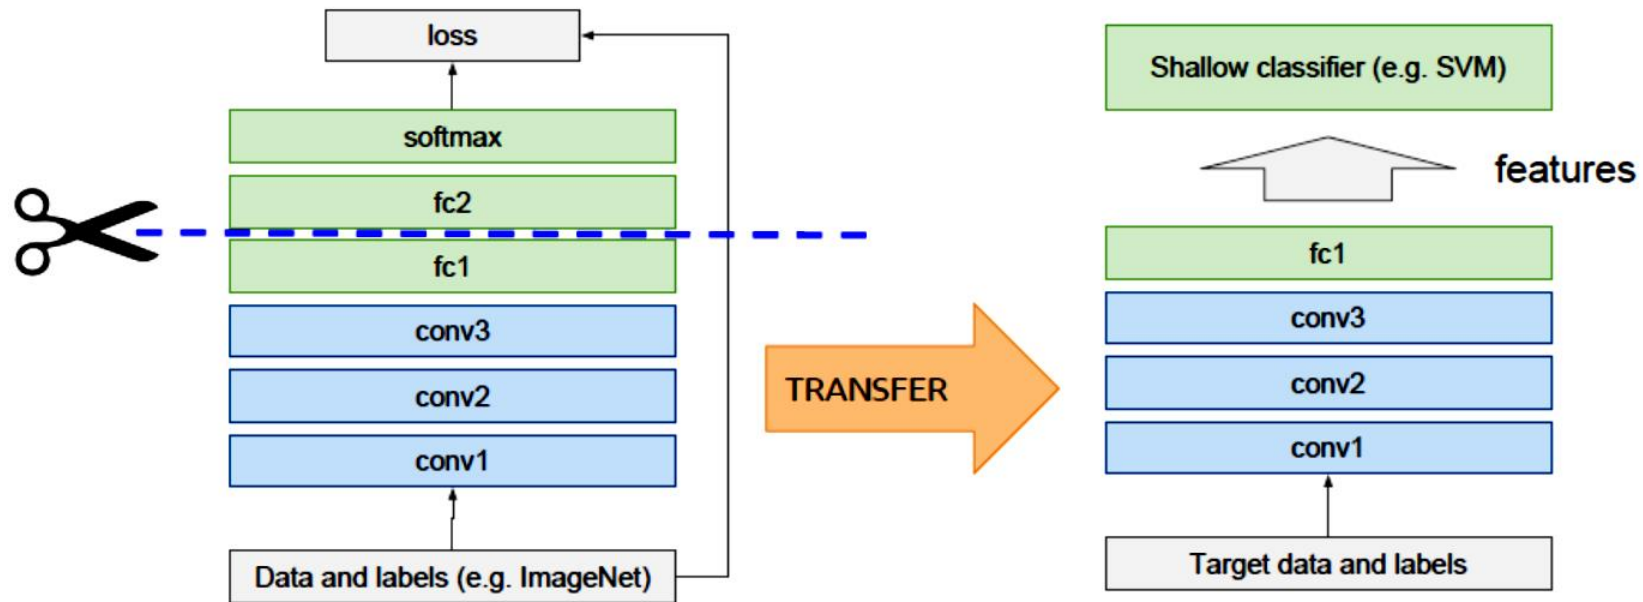 loss
softmax
fc2
fc1
conv3
conv2
conv1
Data and labels (e.g. ImageNet)
TRANSFER
Shallow classifier (e.g. SVM)
features
fc1
conv3
conv2
conv1
Target data and labels